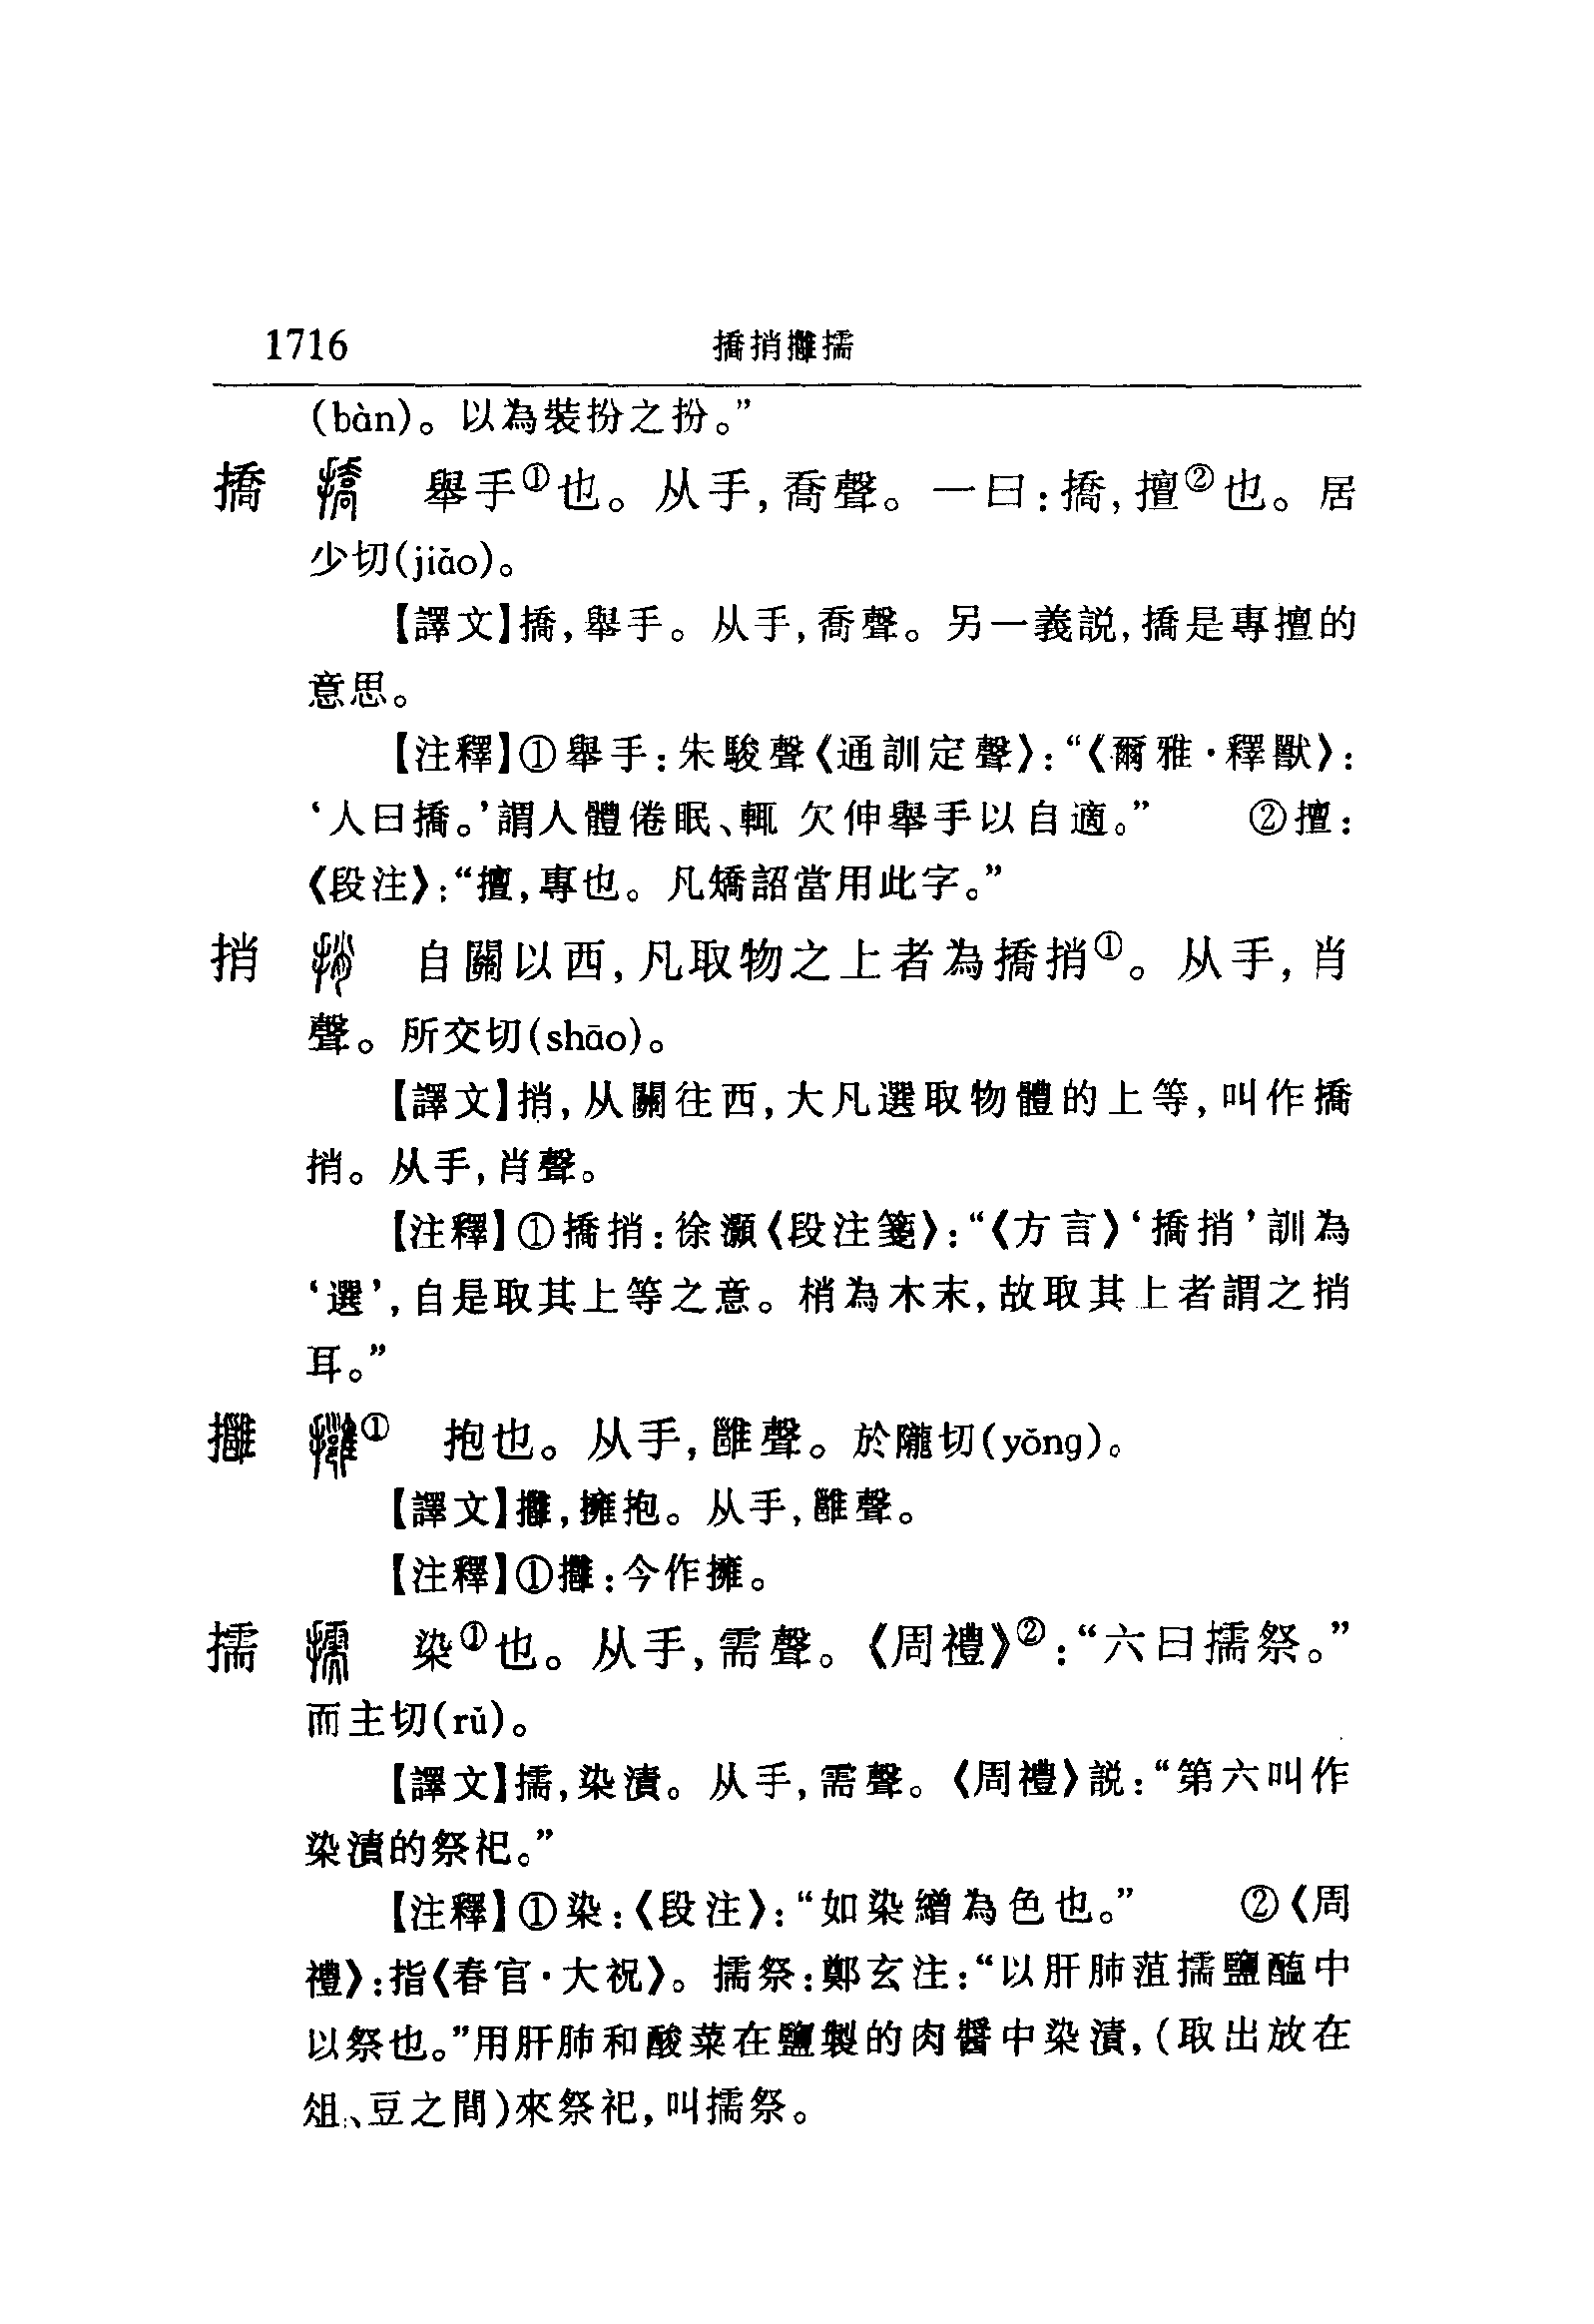 1716 撟捎㩲擩
(bàn)。以為裝扮之扮。”
撟 舉手①也。从手,喬聲。一曰:撟,擅②也。居
少切(jiǎo)。
【譯文】撟,舉手。从手,喬聲。另一義説,撟是專擅的
意思。
【注釋】①舉手:朱駿聲《通訓定聲》:“《爾雅·釋獸》:
‘人曰撟。’謂人體倦眠、輒欠伸舉手以自適。” ②擅:
《段注》:“擅,專也。凡矯詔當用此字。”
捎 自關以西,凡取物之上者為撟捎①。从手,肖
聲。所交切(shāo)。
【譯文】捎,从關往西,大凡選取物體的上等,叫作撟
捎。从手,肖聲。
【注釋】①撟捎:徐灝《段注箋》:“《方言》‘撟捎’訓為
‘選’,自是取其上等之意。梢為木末,故取其上者謂之捎
耳。”
㩲 ① 抱也。从手,雝聲。於隴切(yǒng)。
【譯文】㩲,擁抱。从手,雝聲。
【注釋】①㩲:今作擁。
擩 染①也。从手,需聲。《周禮》②:“六曰擩祭。”
而主切(rǔ)。
【譯文】擩,染漬。从手,需聲。《周禮》説:“第六叫作
染漬的祭祀。”
【注釋】①染:《段注》:“如染繒為色也。” ②《周
禮》:指《春官·大祝》。擩祭:鄭玄注:“以肝肺菹擩鹽醢中
以祭也。”用肝肺和酸菜在鹽製的肉醬中染漬,(取出放在
俎、豆之間)來祭祀,叫擩祭。